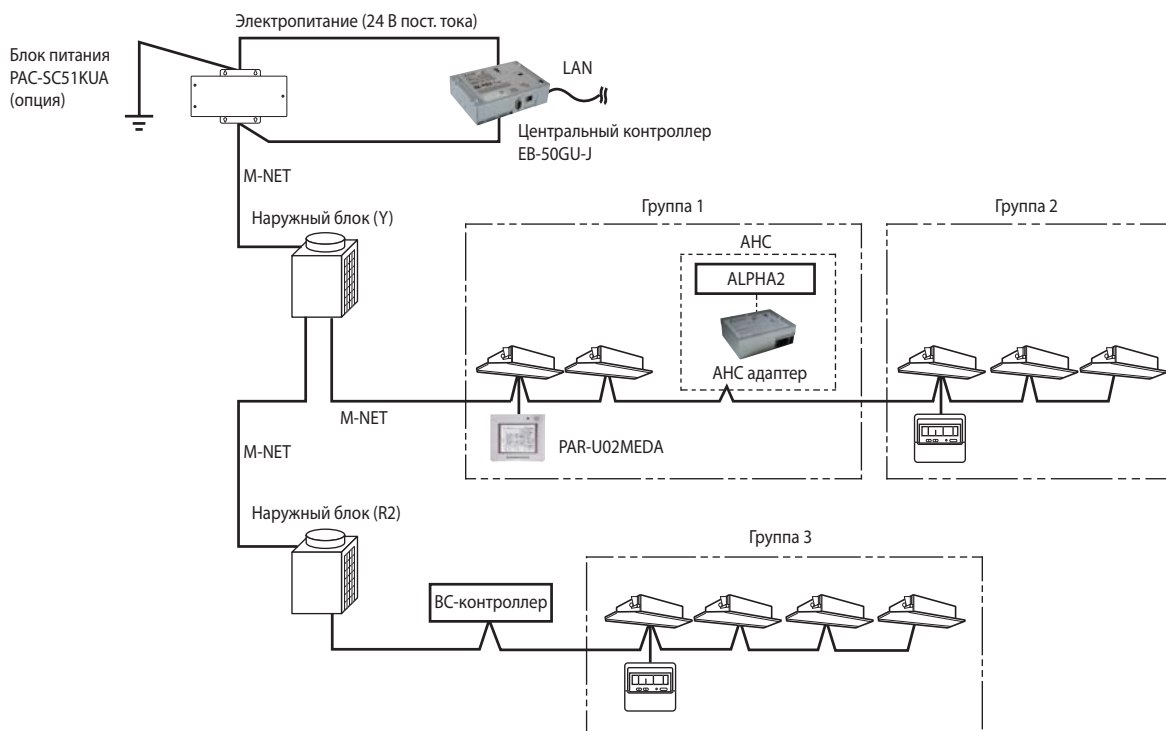 Электропитание (24 В пост. тока)
Блок питания
PAC-SC51KUA
(опция)
LAN
Центральный контроллер
EB-50GU-J
M-NET
Наружный блок (Y)
Группа 1
Группа 2
AHC
ALPHA2
AHC адаптер
M-NET
PAR-U02MEDA
M-NET
Наружный блок (R2)
Группа 3
BC-контроллер